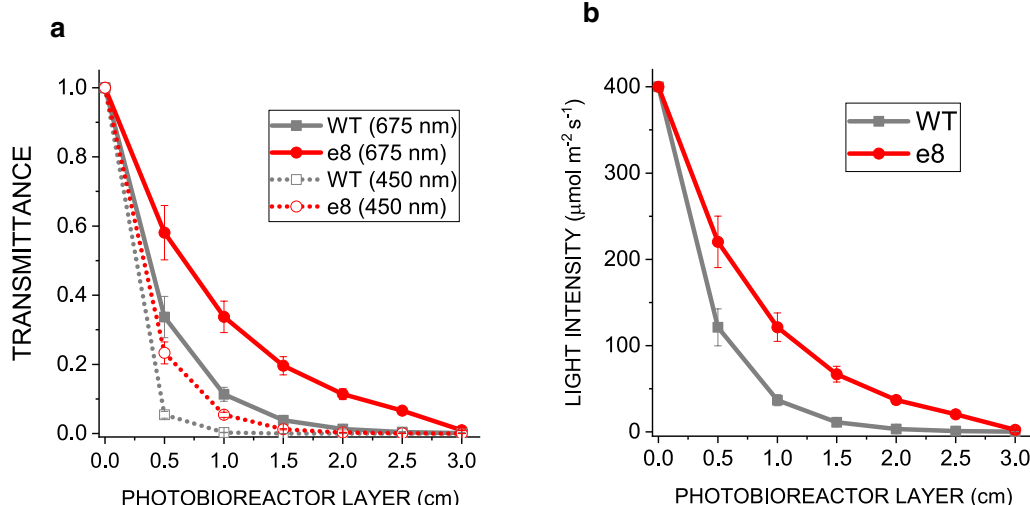 a
TRANSMITTANCE
1.0
0.8
0.6
0.4
0.2
0.0
WT (675 nm)
e8 (675 nm)
WT (450 nm)
e8 (450 nm)
0.0 0.5 1.0 1.5 2.0 2.5 3.0
PHOTOBIOREACTOR LAYER (cm)
b
LIGHT INTENSITY (µmol m⁻² s⁻¹)
400
300
200
100
0
WT
e8
0.0 0.5 1.0 1.5 2.0 2.5 3.0
PHOTOBIOREACTOR LAYER (cm)